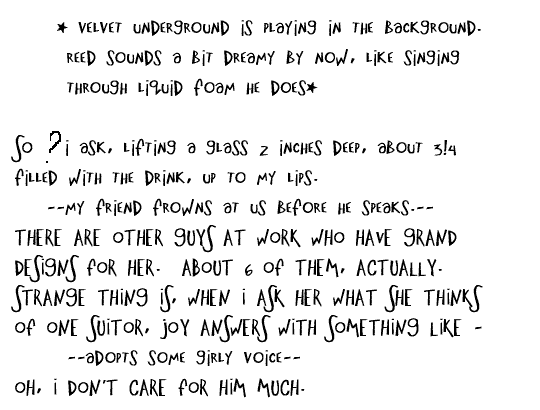 ★ VELVET UNDERGROUND iS PLAYiNG iN THE BACKGROUND.
REED SOUNDS A BiT DREAMY BY NOW, LiKE SiNGiNG
THROUGH LiQUiD FOAM HE DOES★
SO ? i ASK, LiFTiNG A GLASS 2 iNCHES DEEP, ABOUT 3!4
FiLLED WiTH THE DRiNK, UP TO MY LiPS.
--MY FRiEND FROWNS AT US BEFORE HE SPEAKS.--
THERE ARE OTHER GUYS AT WORK WHO HAVE GRAND
DESiGNS FOR HER. ABOUT 6 OF THEM, ACTUALLY.
STRANGE THiNG iS, WHEN i ASK HER WHAT SHE THiNKS
OF ONE SUiTOR, JOY ANSWERS WiTH SOMETHiNG LiKE -
--ADOPTS SOME GiRLY VOiCE--
OH, i DON'T CARE FOR HiM MUCH.